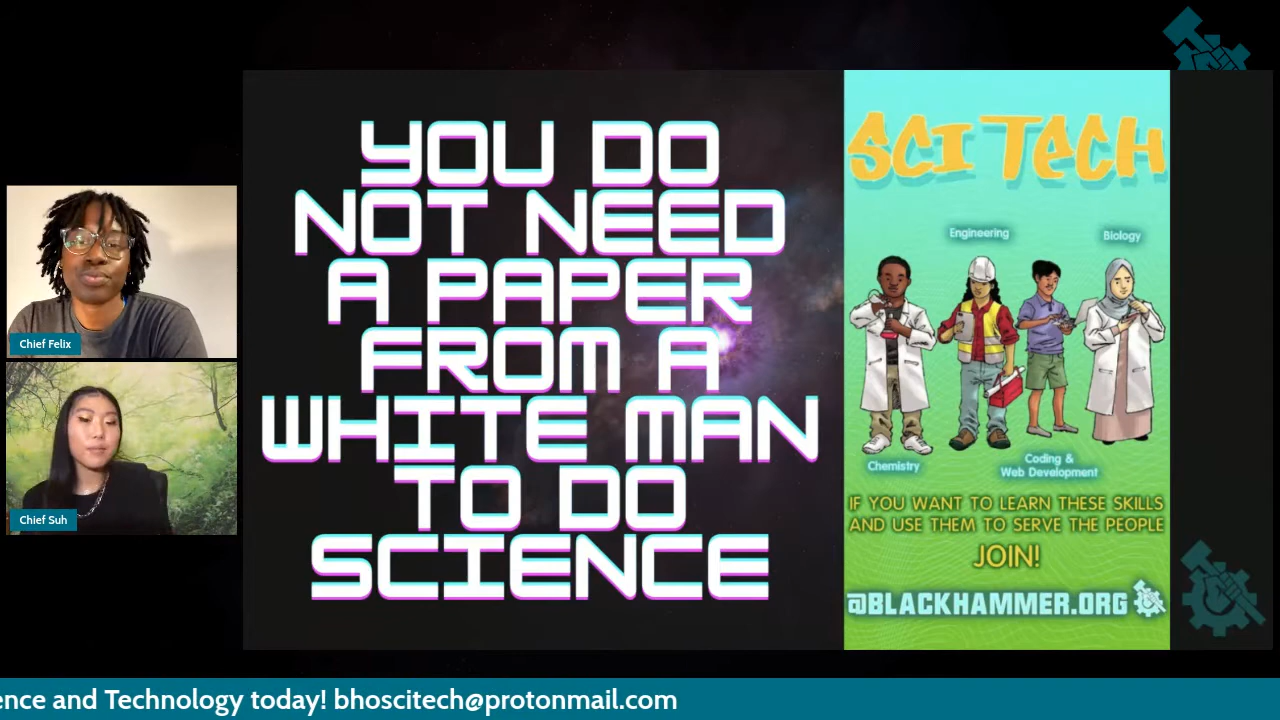 Chief Felix
Chief Suh
YOU DO
NOT NEED
A PAPER
FROM A
WHITE MAN
TO DO
SCIENCE
SCI TECH
Engineering
Biology
Chemistry
Coding &
Web Development
IF YOU WANT TO LEARN THESE SKILLS
AND USE THEM TO SERVE THE PEOPLE
JOIN!
@BLACKHAMMER.ORG
ence and Technology today! bhoscitech@protonmail.com